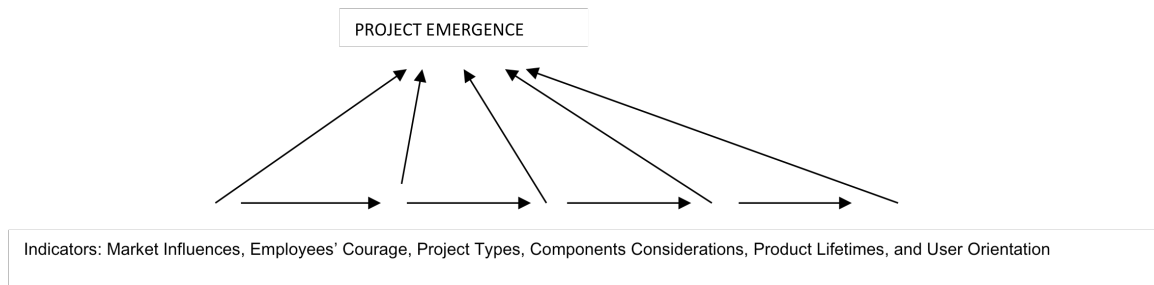 PROJECT EMERGENCE
Indicators: Market Influences, Employees’ Courage, Project Types, Components Considerations, Product Lifetimes, and User Orientation